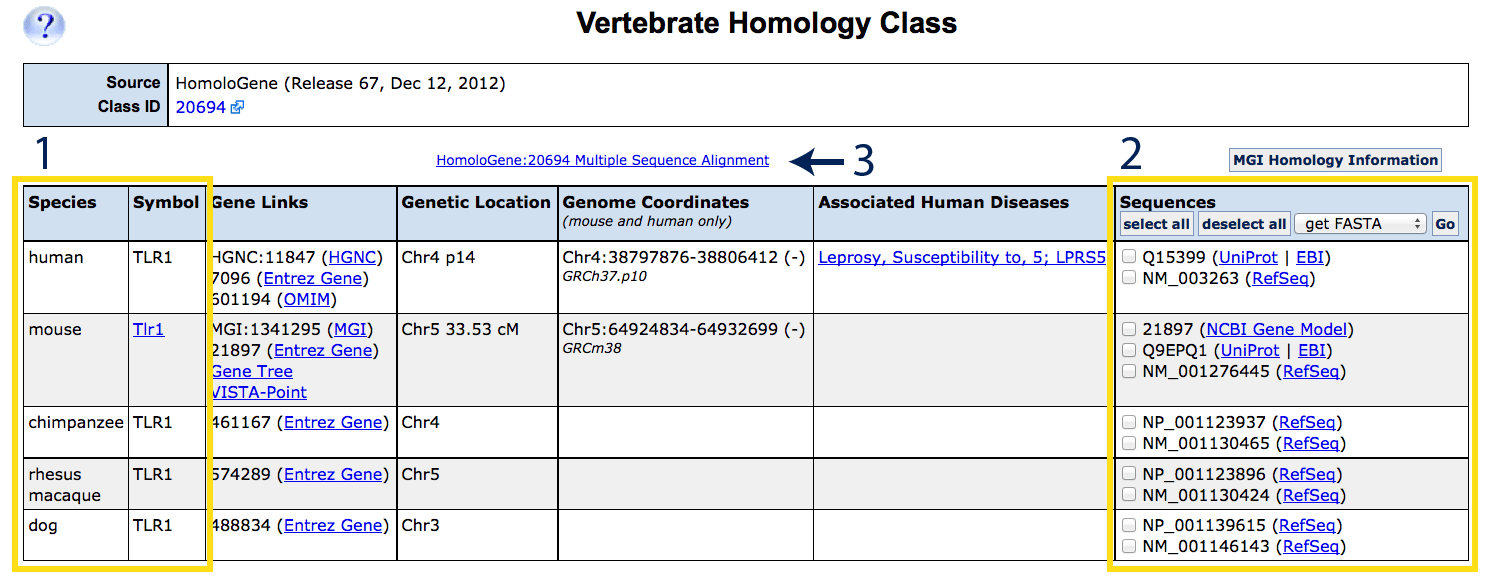 ?
Vertebrate Homology Class
Source HomoloGene (Release 67, Dec 12, 2012)
Class ID 20694
1
HomoloGene:20694 Multiple Sequence Alignment
3
2
MGI Homology Information
Species Symbol Gene Links Genetic Location Genome Coordinates (mouse and human only) Associated Human Diseases Sequences
select all deselect all get FASTA Go
human TLR1 HGNC:11847 (HGNC) Chr4 p14 Chr4:38797876-38806412 (-) Leprosy, Susceptibility to, 5; LPRS5 Q15399 (UniProt | EBI)
7096 (Entrez Gene) GRCh37.p10 NM_003263 (RefSeq)
601194 (OMIM)
mouse Tlr1 MGI:1341295 (MGI) Chr5 33.53 cM Chr5:64924834-64932699 (-) 21897 (NCBI Gene Model)
21897 (Entrez Gene) GRCm38 Q9EPQ1 (UniProt | EBI)
Gene Tree NM_001276445 (RefSeq)
VISTA-Point
chimpanzee TLR1 461167 (Entrez Gene) Chr4 NP_001123937 (RefSeq)
NM_001130465 (RefSeq)
rhesus TLR1 574289 (Entrez Gene) Chr5 NP_001123896 (RefSeq)
macaque NM_001130424 (RefSeq)
dog TLR1 488834 (Entrez Gene) Chr3 NP_001139615 (RefSeq)
NM_001146143 (RefSeq)